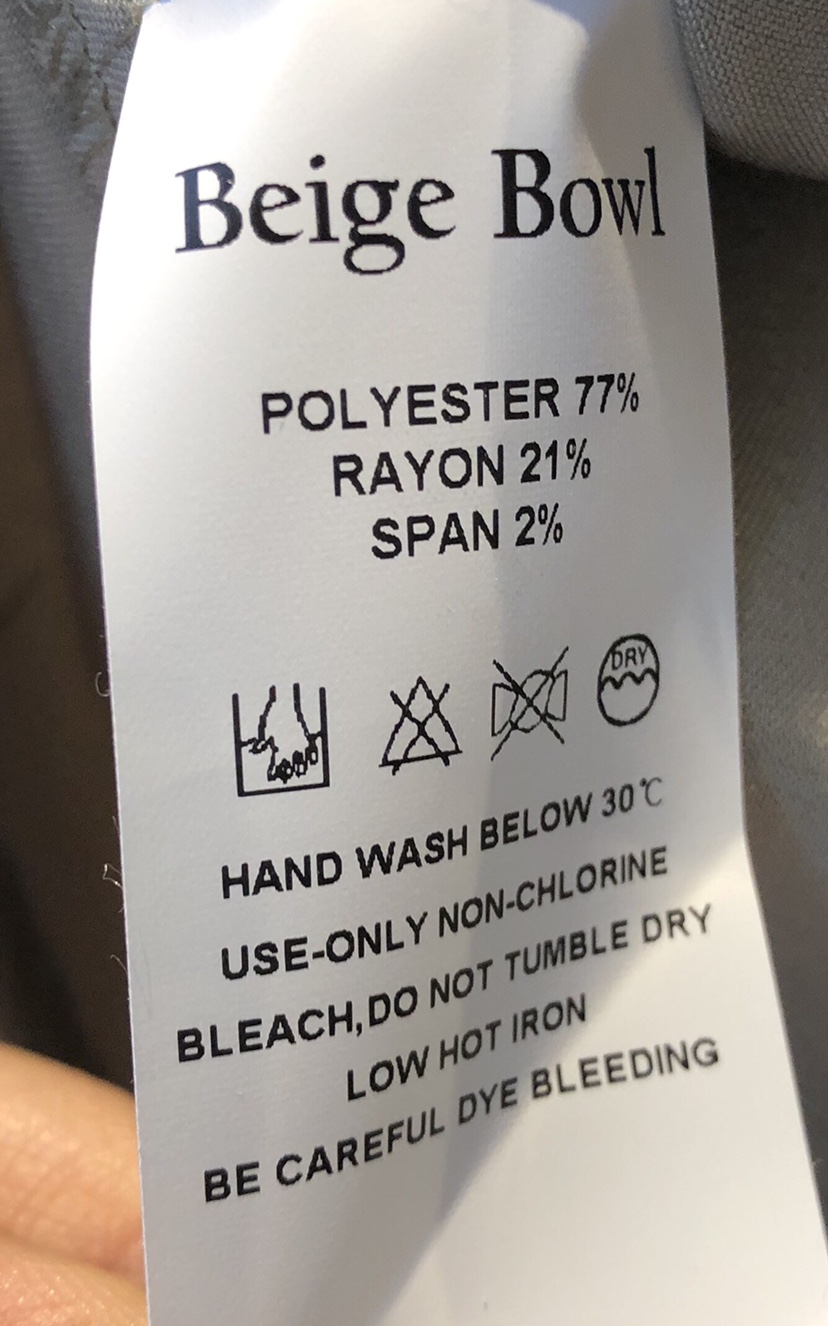 Beige Bowl
POLYESTER 77%
RAYON 21%
SPAN 2%
DRY
HAND WASH BELOW 30℃
USE-ONLY NON-CHLORINE
BLEACH,DO NOT TUMBLE DRY
LOW HOT IRON
BE CAREFUL DYE BLEEDING